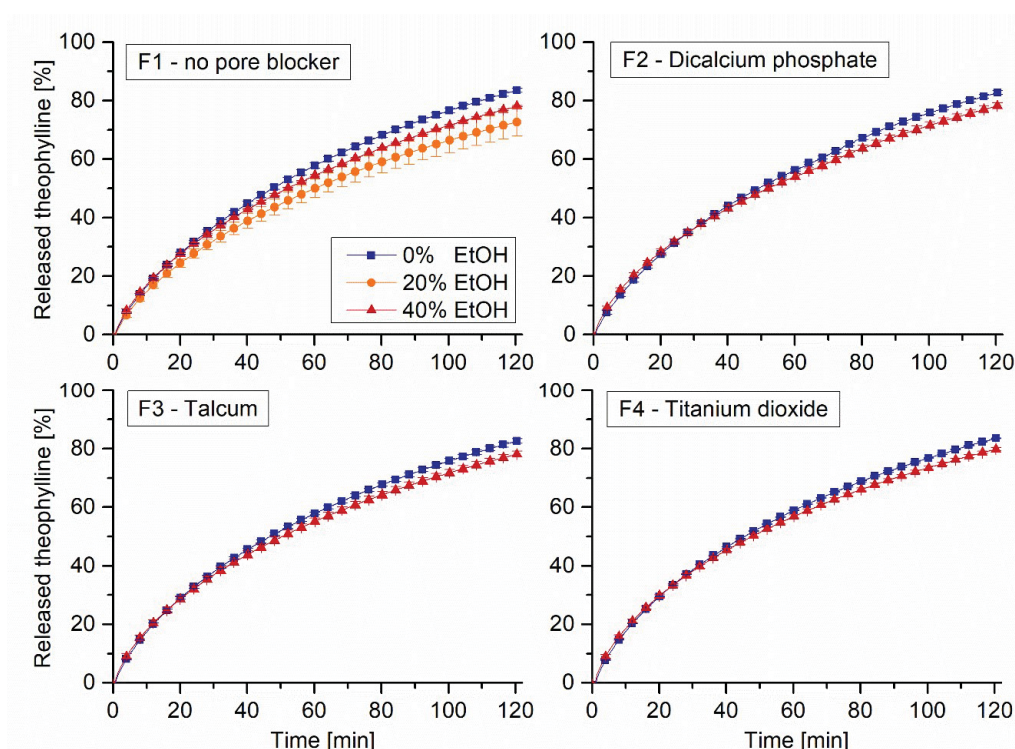 F1 - no pore blocker
Released theophylline [%]
100
80
60
40
20
0
0% EtOH
20% EtOH
40% EtOH
0 20 40 60 80 100 120
F2 - Dicalcium phosphate
100
80
60
40
20
0
0 20 40 60 80 100 120
F3 - Talcum
Released theophylline [%]
100
80
60
40
20
0
0 20 40 60 80 100 120
Time [min]
F4 - Titanium dioxide
100
80
60
40
20
0
0 20 40 60 80 100 120
Time [min]